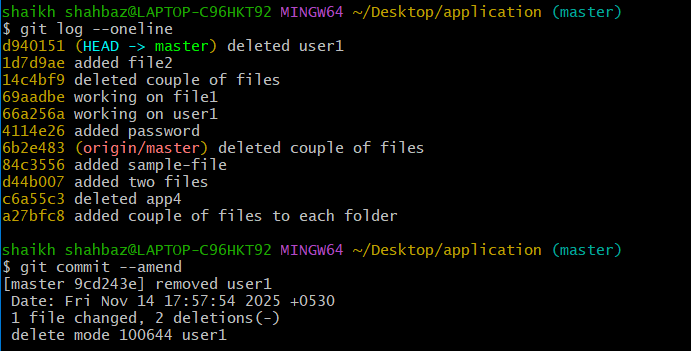 shaikh shahbaz@LAPTOP-C96HKT92 MINGW64 ~/Desktop/application (master)
$ git log --oneline
d940151 (HEAD -> master) deleted user1
1d7d9ae added file2
14c4bf9 deleted couple of files
69aadbe working on file1
66a256a working on user1
4114e26 added password
6b2e483 (origin/master) deleted couple of files
84c3556 added sample-file
d44b007 added two files
c6a55c3 deleted app4
a27bfc8 added couple of files to each folder
shaikh shahbaz@LAPTOP-C96HKT92 MINGW64 ~/Desktop/application (master)
$ git commit --amend
[master 9cd243e] removed user1
 Date: Fri Nov 14 17:57:54 2025 +0530
 1 file changed, 2 deletions(-)
 delete mode 100644 user1